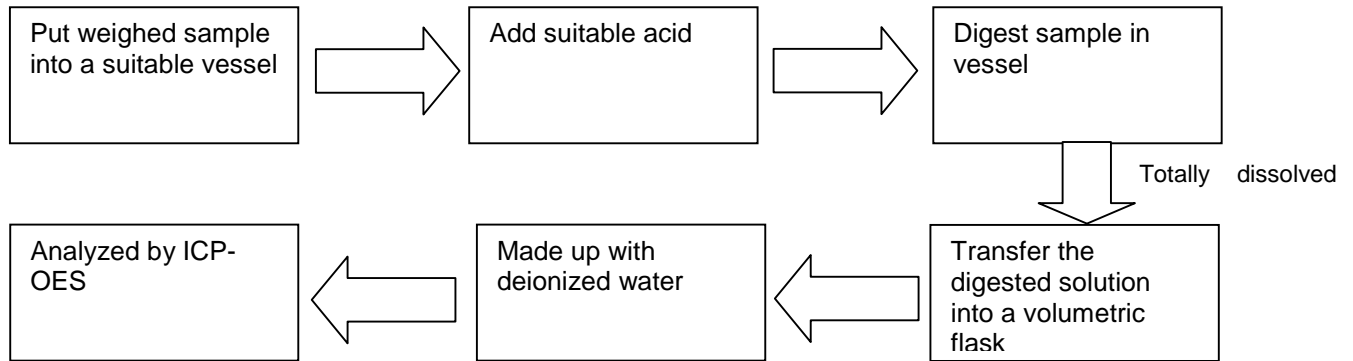 Put weighed sample
into a suitable vessel
Add suitable acid
Digest sample in
vessel
Totally dissolved
Transfer the
digested solution
into a volumetric
flask
Made up with
deionized water
Analyzed by ICP-
OES